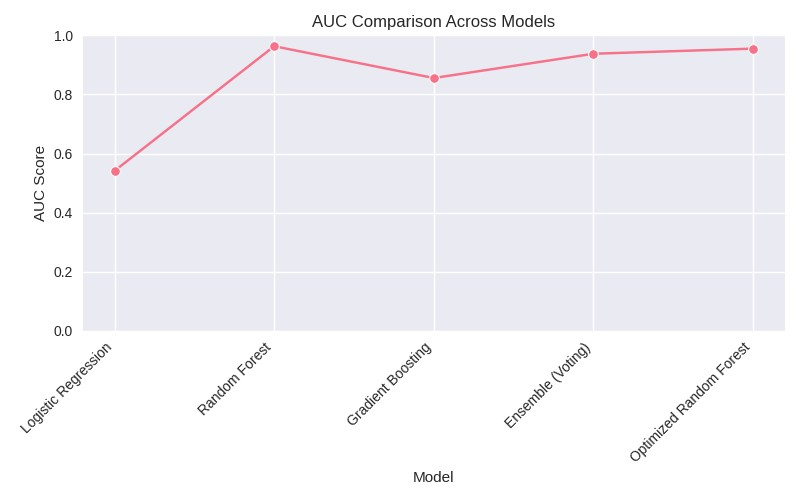 AUC Comparison Across Models
1.0
0.8
0.6
0.4
0.2
0.0
AUC Score
Logistic Regression
Random Forest
Gradient Boosting
Ensemble (Voting)
Optimized Random Forest
Model